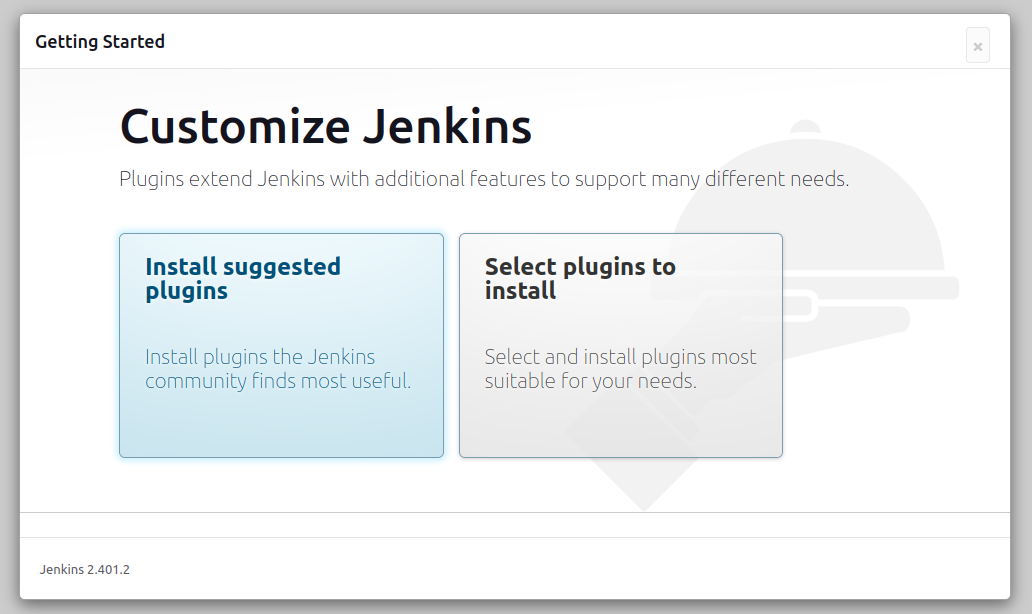 Getting Started
×
Customize Jenkins
Plugins extend Jenkins with additional features to support many different needs.
Install suggested
plugins
Install plugins the Jenkins
community finds most useful.
Select plugins to
install
Select and install plugins most
suitable for your needs.
Jenkins 2.401.2